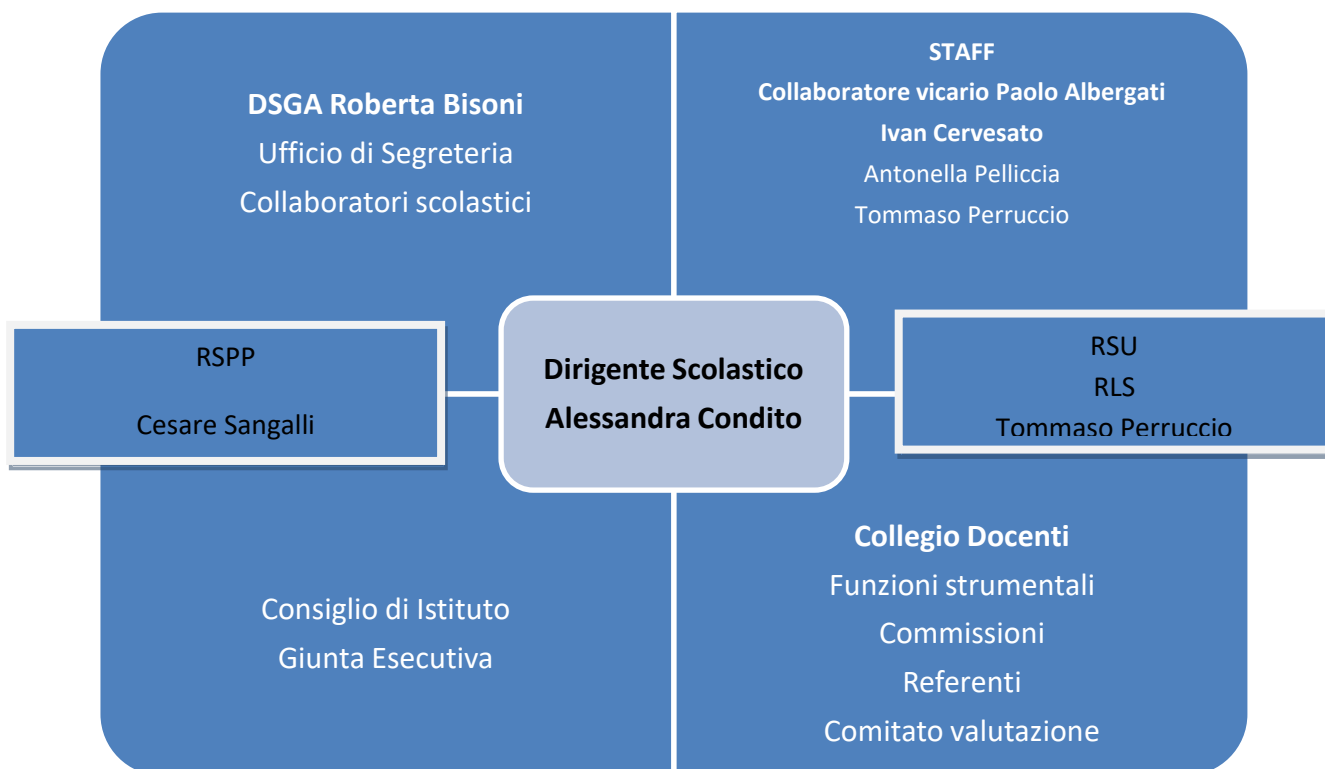 DSGA Roberta Bisoni
Ufficio di Segreteria
Collaboratori scolastici
STAFF
Collaboratore vicario Paolo Albergati
Ivan Cervesato
Antonella Pelliccia
Tommaso Perruccio
RSPP
Cesare Sangalli
Dirigente Scolastico
Alessandra Condito
RSU
RLS
Tommaso Perruccio
Consiglio di Istituto
Giunta Esecutiva
Collegio Docenti
Funzioni strumentali
Commissioni
Referenti
Comitato valutazione